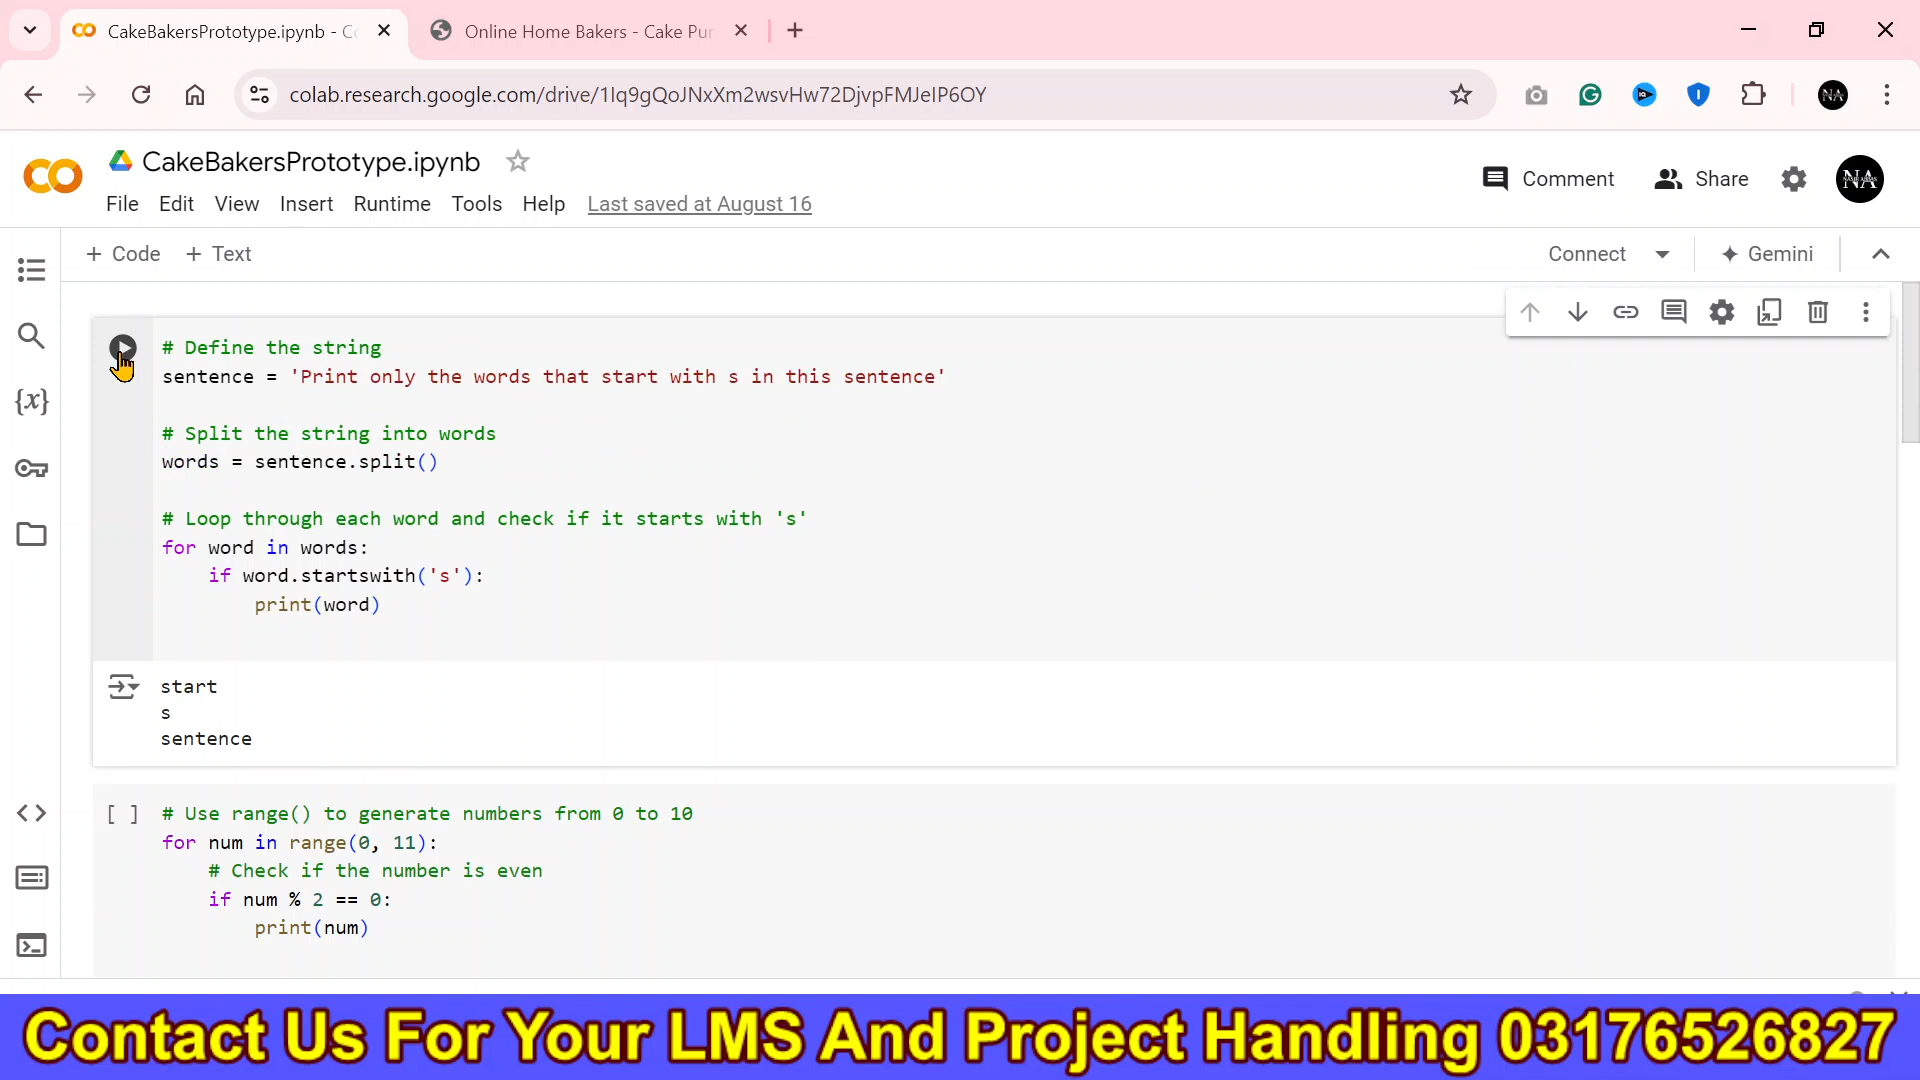 CakeBakersPrototype.ipynb - Co
Online Home Bakers - Cake Pur
colab.research.google.com/drive/1Iq9gQoJNxXm2wsvHw72DjvpFMJeIP6OY
NA
CakeBakersPrototype.ipynb
Comment
Share
File Edit View Insert Runtime Tools Help Last saved at August 16
+ Code + Text
Connect
Gemini
# Define the string
sentence = 'Print only the words that start with s in this sentence'
# Split the string into words
words = sentence.split()
# Loop through each word and check if it starts with 's'
for word in words:
if word.startswith('s'):
print(word)
start
s
sentence
[ ] # Use range() to generate numbers from 0 to 10
for num in range(0, 11):
# Check if the number is even
if num % 2 == 0:
print(num)
Contact Us For Your LMS And Project Handling 03176526827